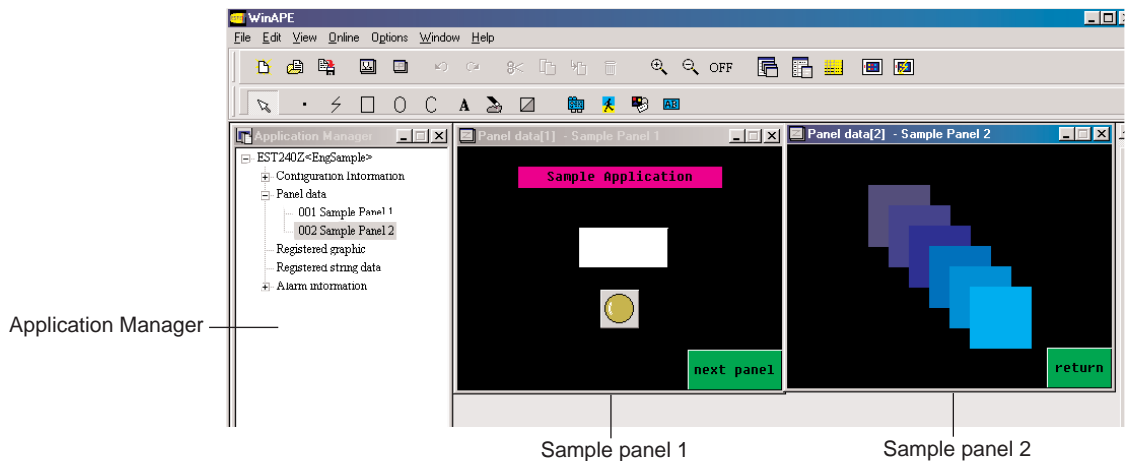 WinAPE
File Edit View Online Options Window Help
OFF
A
AB
Application Manager
Panel data[1] - Sample Panel 1
Panel data[2] - Sample Panel 2
EST240Z<EngSample>
Configuration Information
Panel data
001 Sample Panel 1
002 Sample Panel 2
Registered graphic
Registered string data
Alarm information
Sample Application
next panel
return
Application Manager
Sample panel 1
Sample panel 2